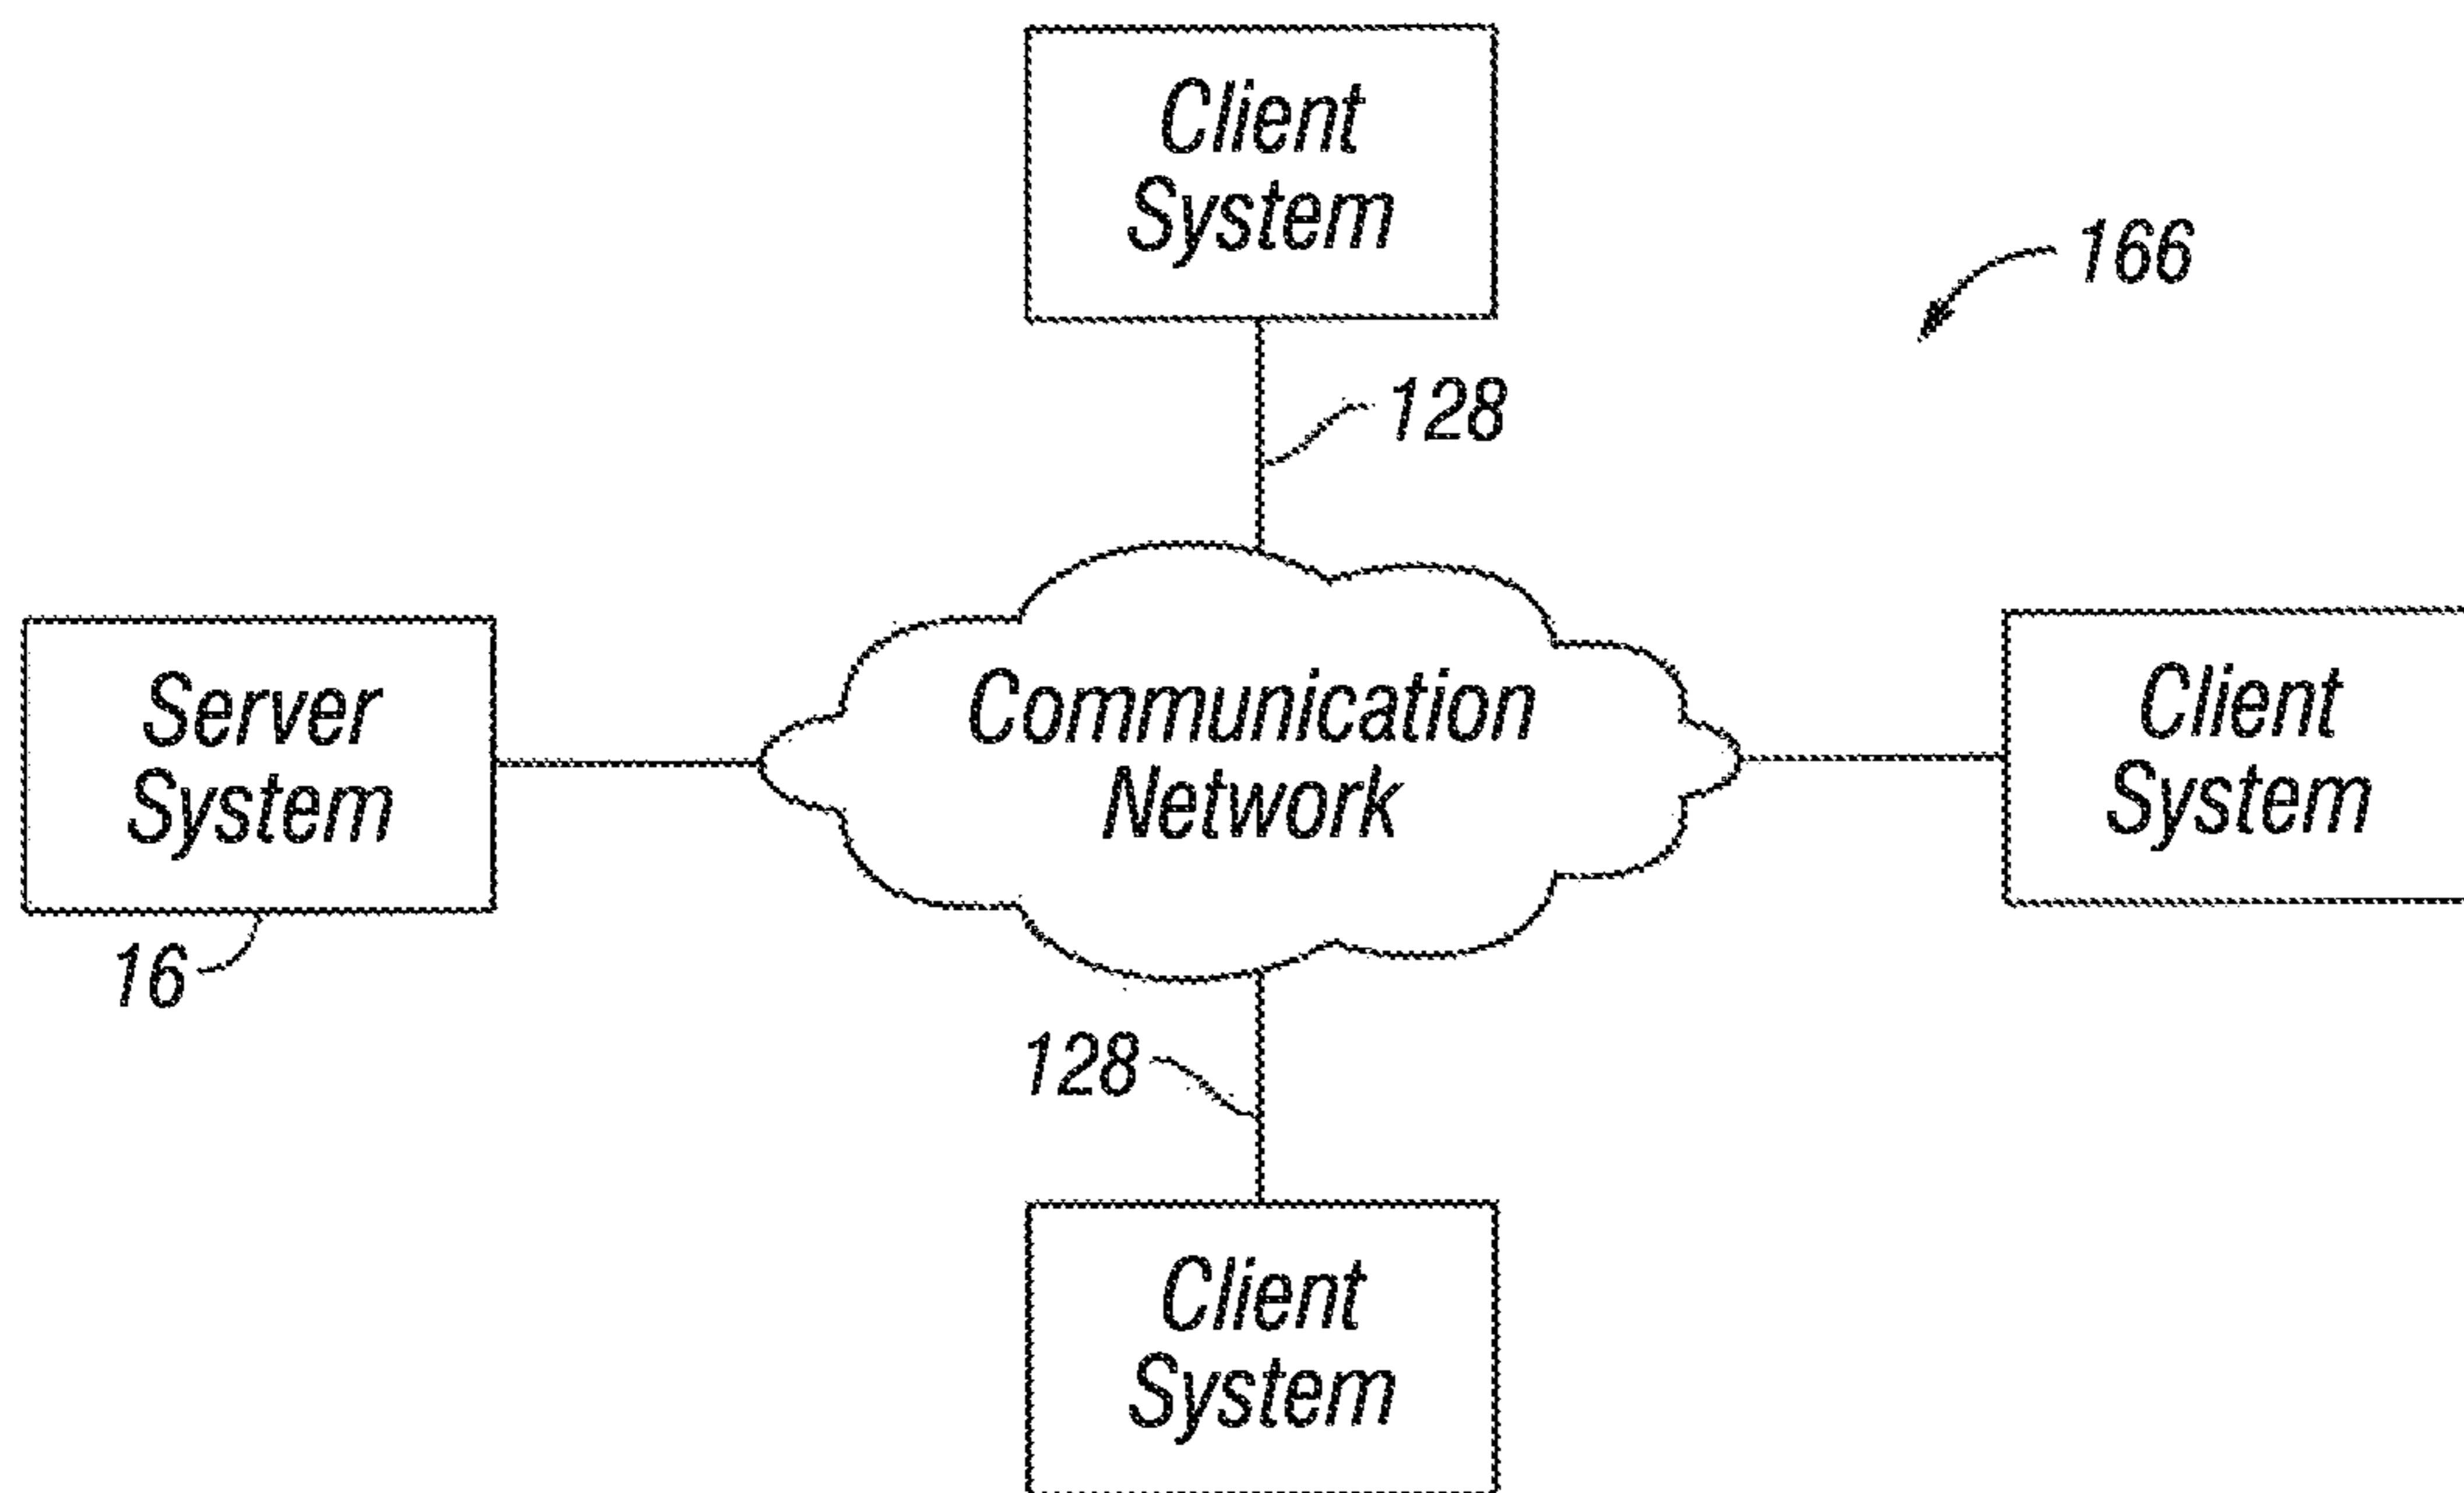 Client
System
166
128
Server
System
16
Communication
Network
Client
System
128
Client
System